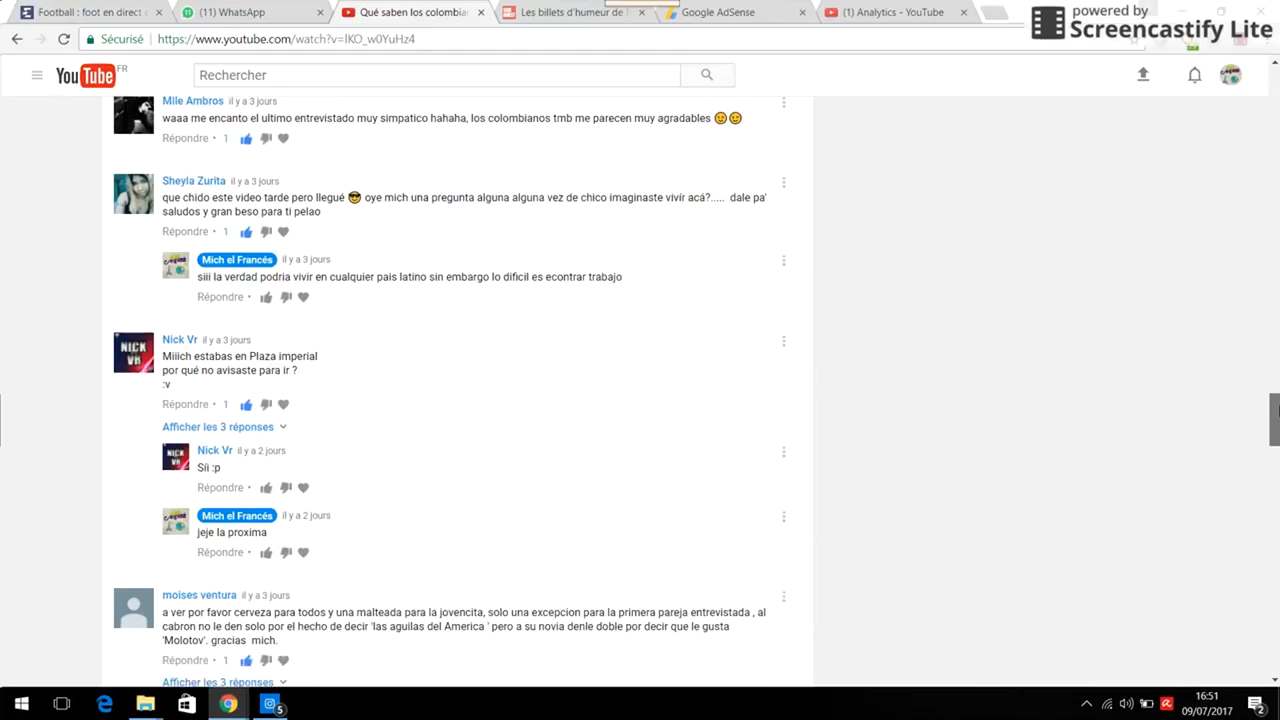 Football : foot en direct
(11) WhatsApp
Qué saben los colombia
Les billets d'humeur de l
Google AdSense
(1) Analytics - YouTube
powered by
Screencastify Lite
Sécurisé
https://www.youtube.com/watch?v=IKO_w0YuHz4
YouTube FR
Rechercher
Mile Ambros il y a 3 jours
waaa me encanto el ultimo entrevistado muy simpatico hahaha, los colombianos tmb me parecen muy agradables
Répondre • 1
Sheyla Zurita il y a 3 jours
que chido este video tarde pero llegué 😎 oye mich una pregunta alguna alguna vez de chico imaginaste vivír acá?..... dale pa'
saludos y gran beso para ti pelao
Répondre • 1
Mich el Francés il y a 3 jours
siii la verdad podria vivir en cualquier pais latino sin embargo lo dificil es econtrar trabajo
Répondre •
Nick Vr il y a 3 jours
Miiich estabas en Plaza imperial
por qué no avisaste para ir ?
:v
Répondre • 1
Afficher les 3 réponses
Nick Vr il y a 2 jours
Síi :p
Répondre •
Mich el Francés il y a 2 jours
jeje la proxima
Répondre •
moises ventura il y a 3 jours
a ver por favor cerveza para todos y una malteada para la jovencita, solo una excepcion para la primera pareja entrevistada , al
cabron no le den solo por el hecho de decir 'las aguilas del America ' pero a su novia denle doble por decir que le gusta
'Molotov'. gracias mich.
Répondre • 1
Afficher les 3 réponses
NICK VR
5
16:51
09/07/2017
2